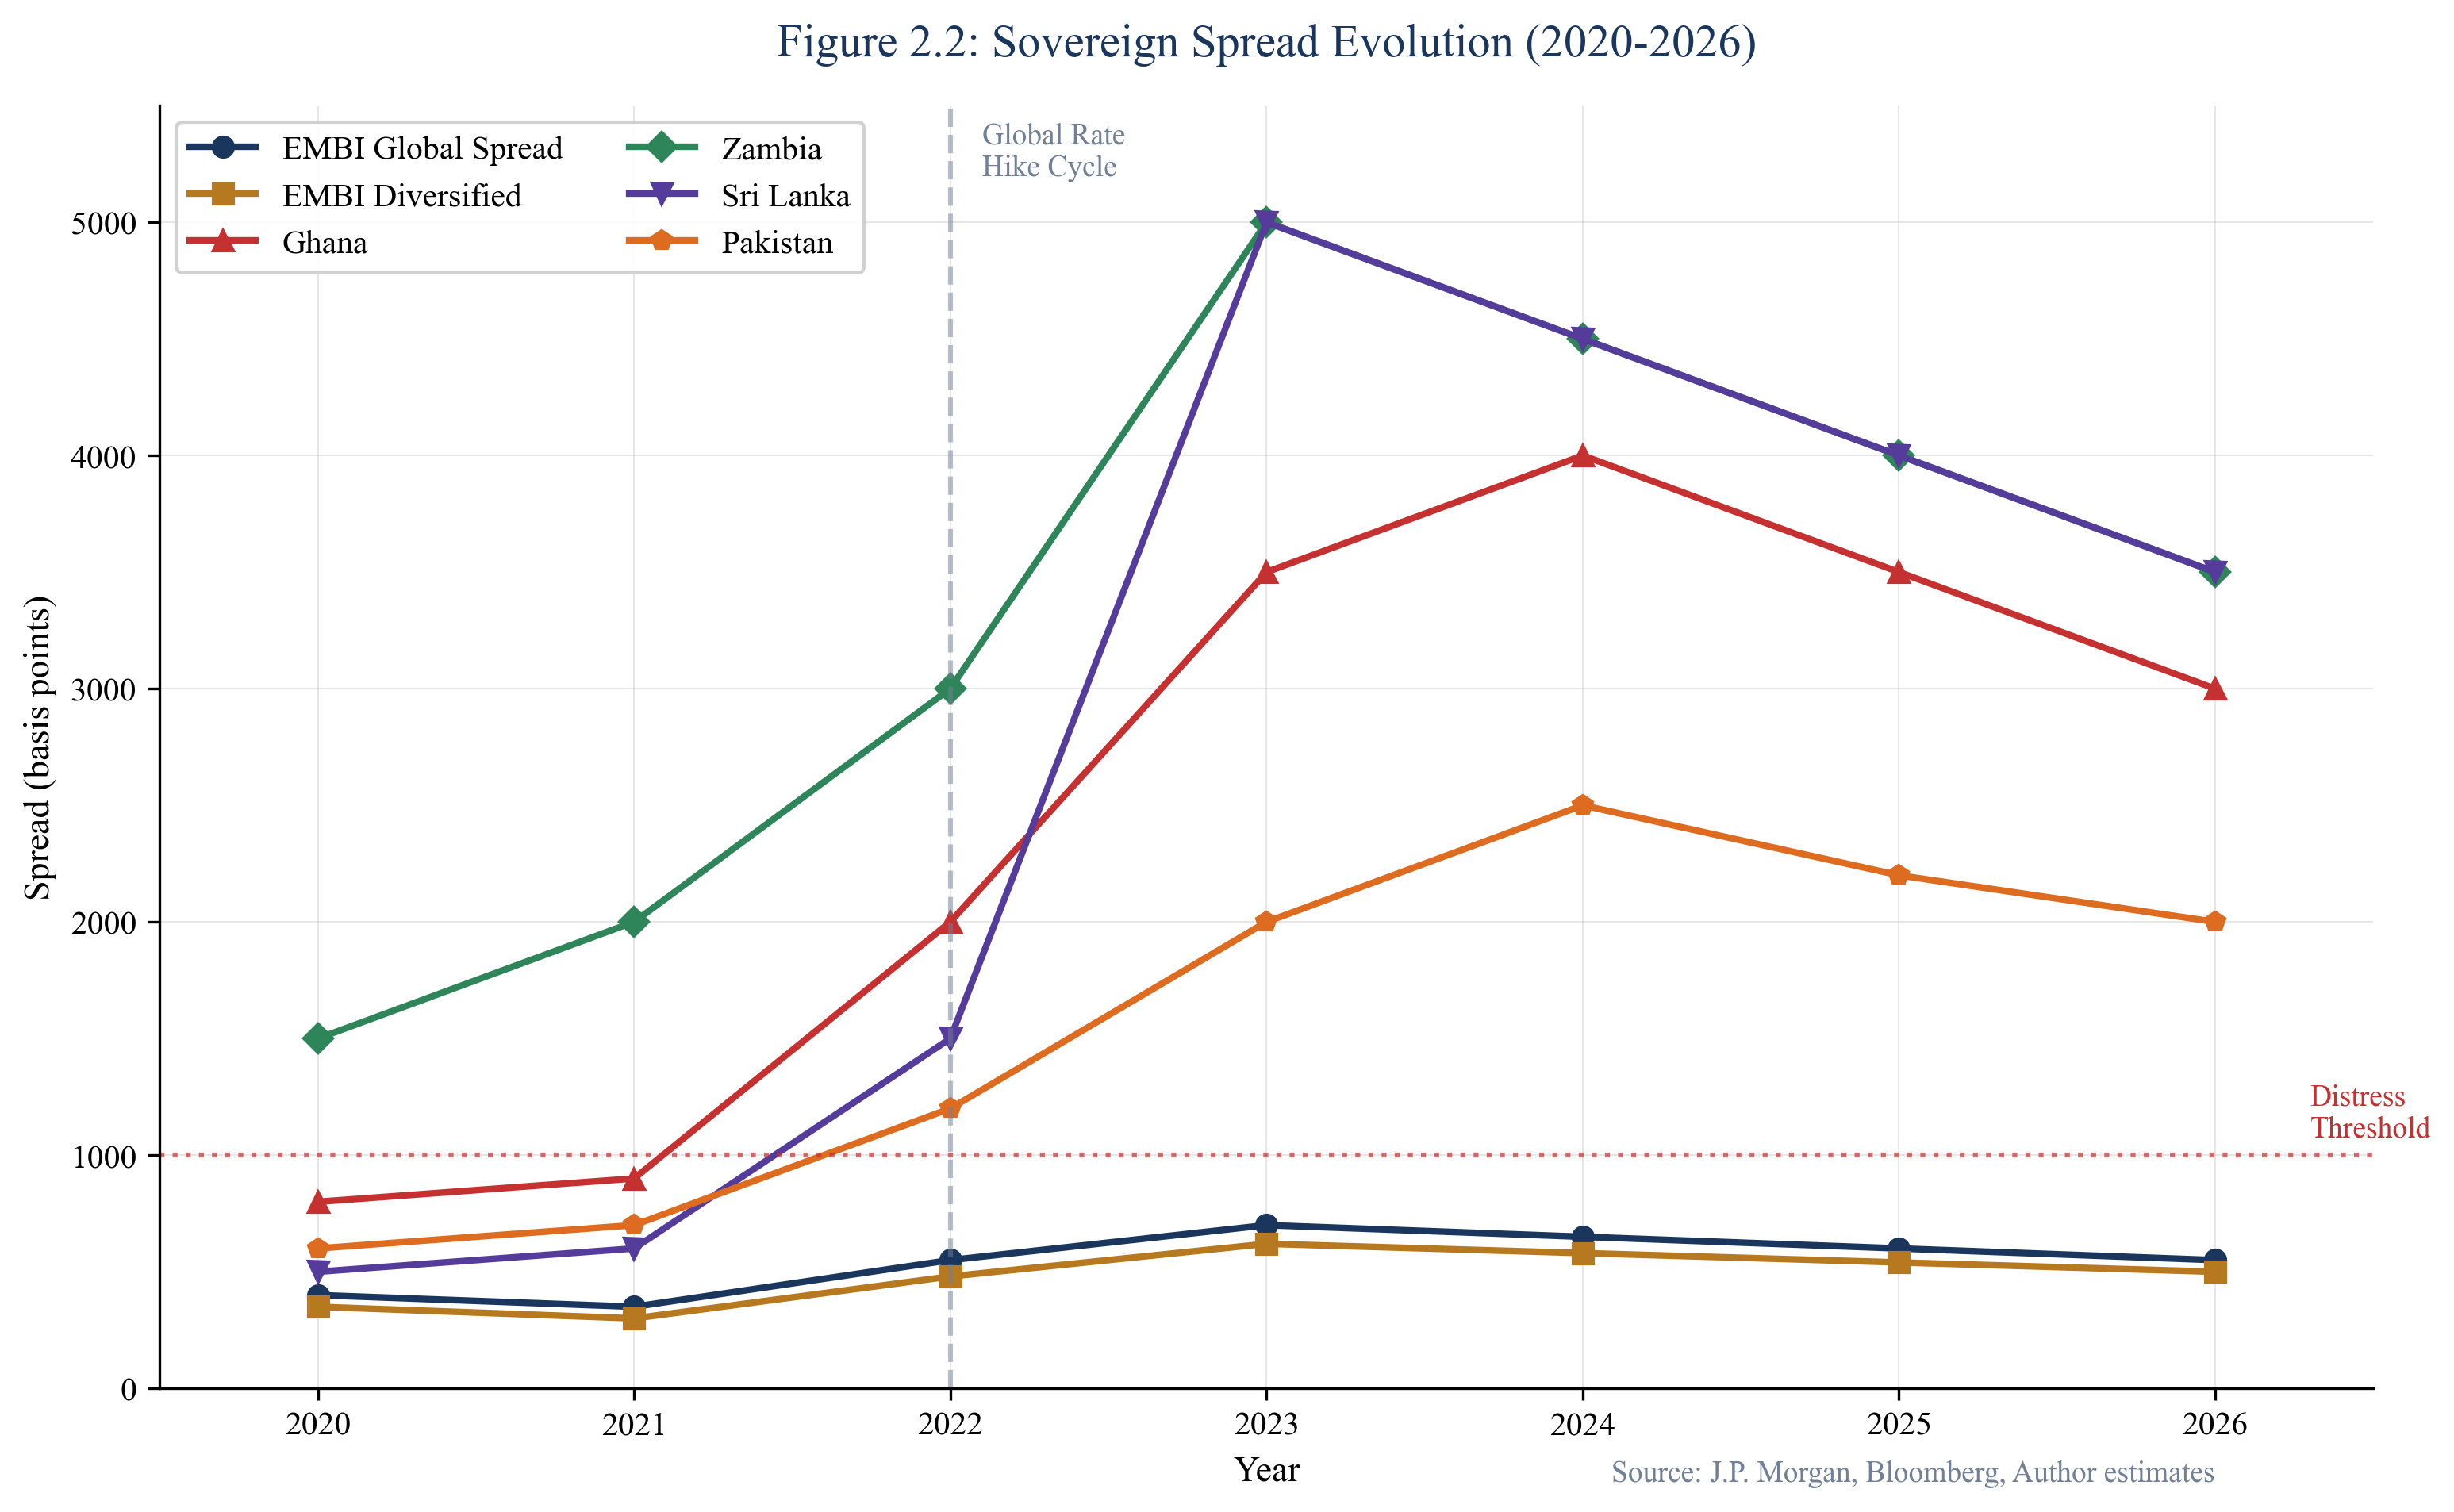 Figure 2.2: Sovereign Spread Evolution (2020-2026)
EMBI Global Spread
EMBI Diversified
Ghana
Zambia
Sri Lanka
Pakistan
Global Rate
Hike Cycle
5000
4000
3000
2000
1000
0
Spread (basis points)
Distress
Threshold
2020 2021 2022 2023 2024 2025 2026
Year
Source: J.P. Morgan, Bloomberg, Author estimates